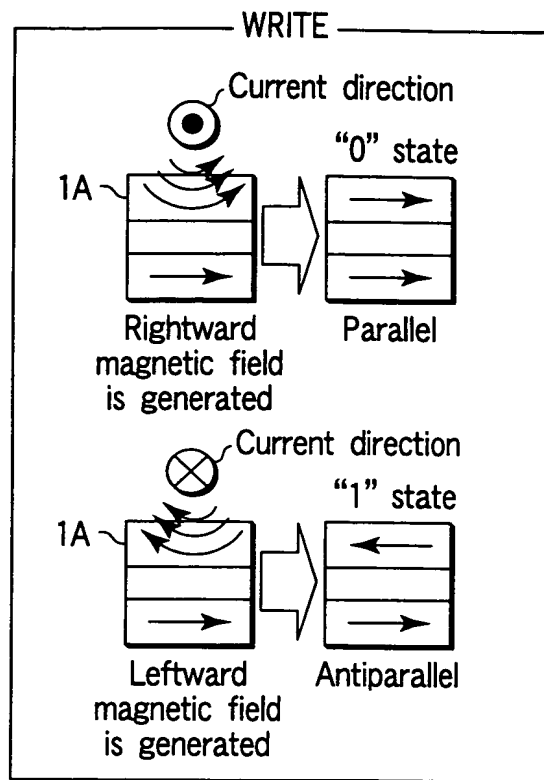 WRITE
Current direction
"0" state
1A
Rightward
magnetic field
is generated
Parallel
Current direction
"1" state
1A
Leftward
magnetic field
is generated
Antiparallel